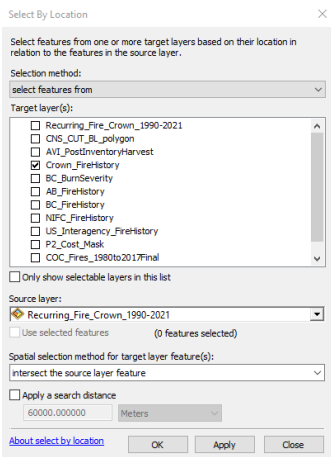 Select By Location
Select features from one or more target layers based on their location in
relation to the features in the source layer.
Selection method:
select features from
Target layer(s):
Recurring_Fire_Crown_1990-2021
CNS_CUT_BL_polygon
AVI_PostInventoryHarvest
Crown_FireHistory
BC_BurnSeverity
AB_FireHistory
BC_FireHistory
NIFC_FireHistory
US_Interagency_FireHistory
P2_Cost_Mask
COC_Fires_1980to2017Final
Only show selectable layers in this list
Source layer:
Recurring_Fire_Crown_1990-2021
Use selected features (0 features selected)
Spatial selection method for target layer feature(s):
intersect the source layer feature
Apply a search distance
60000.000000 Meters
About select by location OK Apply Close